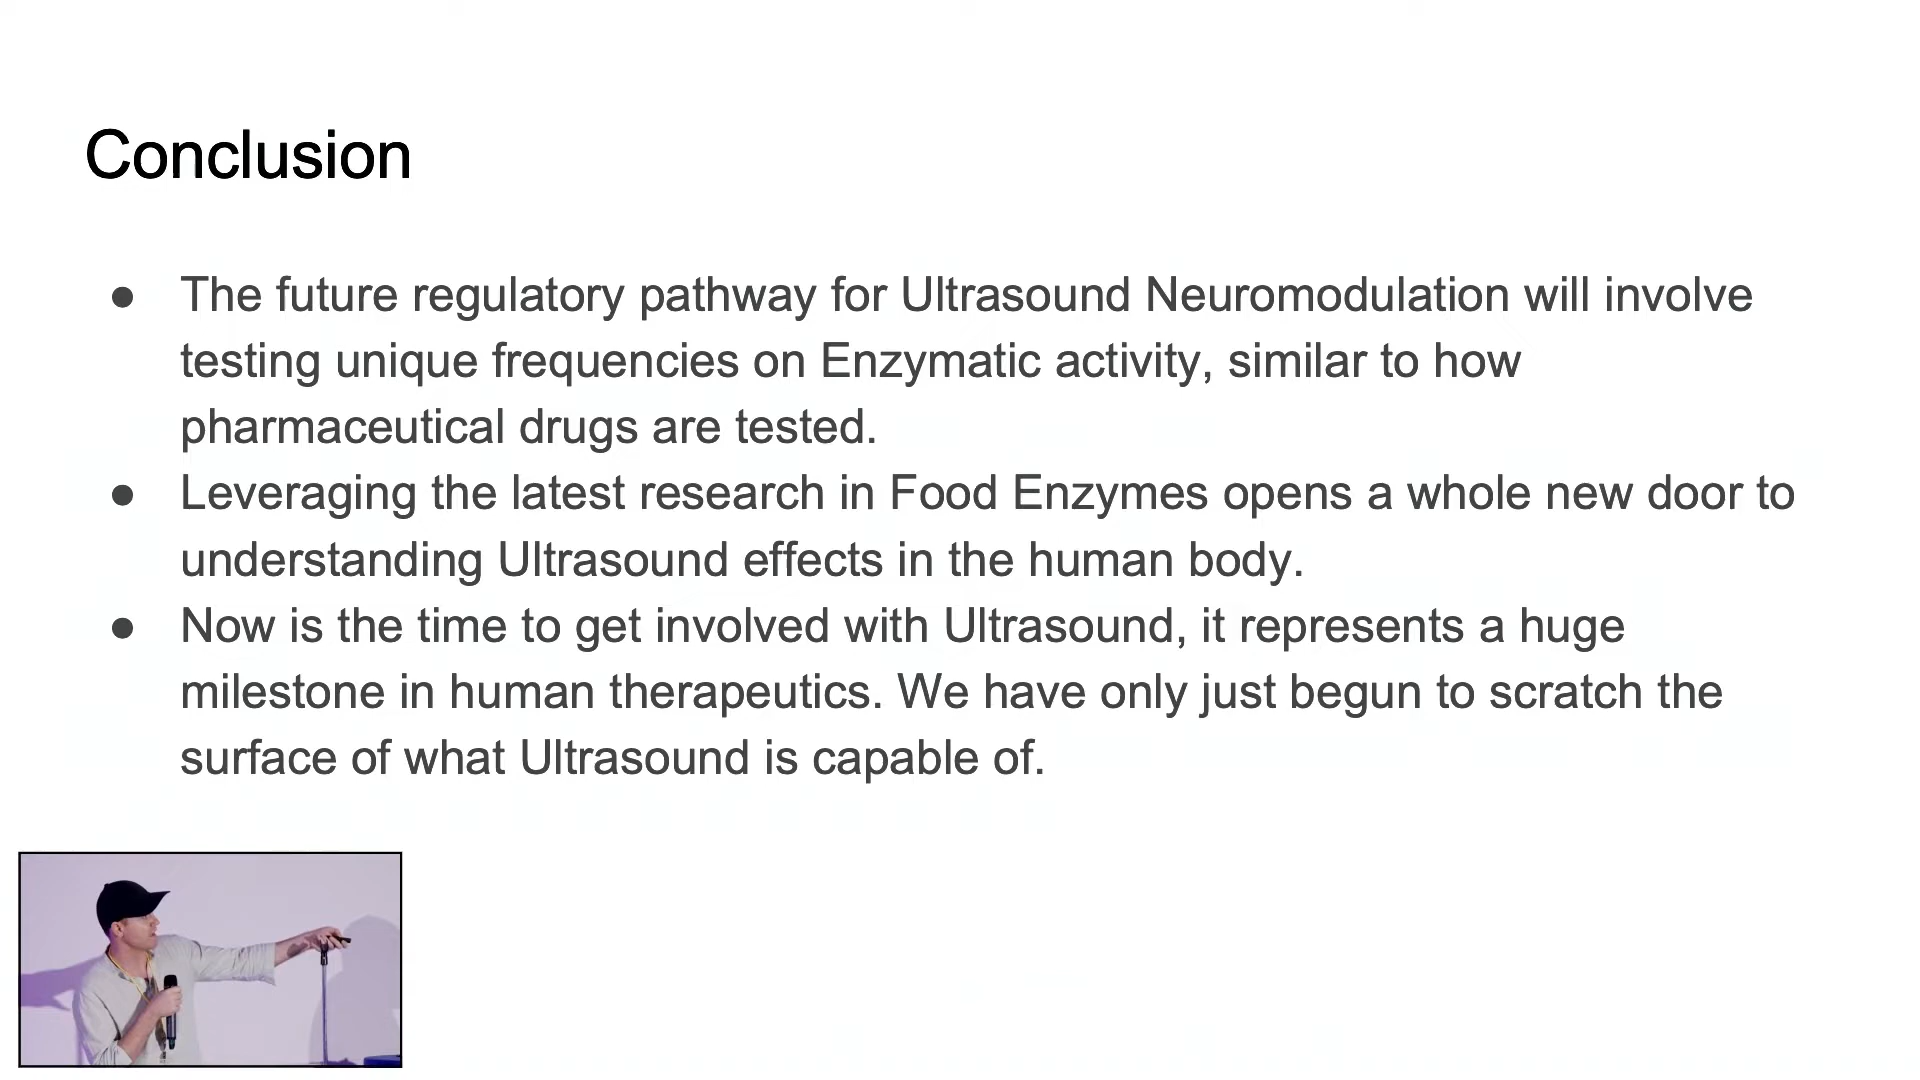 Conclusion
● The future regulatory pathway for Ultrasound Neuromodulation will involve
testing unique frequencies on Enzymatic activity, similar to how
pharmaceutical drugs are tested.
● Leveraging the latest research in Food Enzymes opens a whole new door to
understanding Ultrasound effects in the human body.
● Now is the time to get involved with Ultrasound, it represents a huge
milestone in human therapeutics. We have only just begun to scratch the
surface of what Ultrasound is capable of.